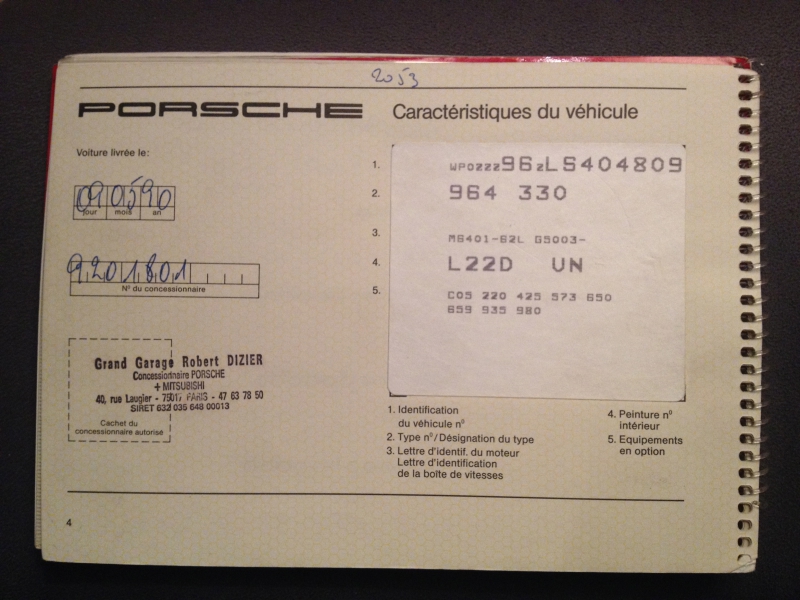 2053
PORSCHE
Caractéristiques du véhicule
Voiture livrée le:
09 05 90
jour mois an
9201801
N° du concessionnaire
Grand Garage Robert DIZIER
Concessionnaire PORSCHE
+ MITSUBISHI
40, rue Laugier - 75017 PARIS - 47 63 78 50
SIRET 632 035 648 00013
Cachet du
concessionnaire autorisé
1. WP0ZZZ96ZLS404809
2. 964 330
3. M6401-62L G5003-
4. L22D UN
5. C05 220 425 573 650
659 935 980
1. Identification
du véhicule n°
2. Type n°/Désignation du type
3. Lettre d'identif. du moteur
Lettre d'identification
de la boîte de vitesses
4. Peinture n°
intérieur
5. Equipements
en option
4